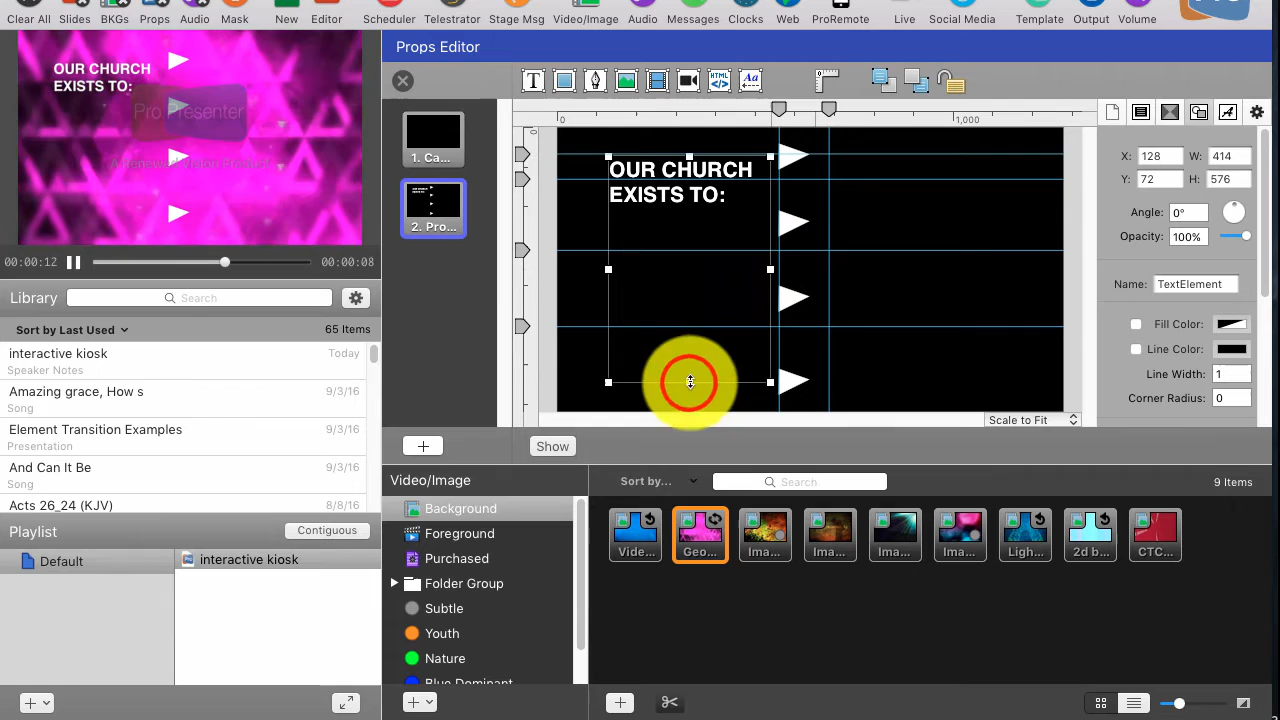 Clear All Slides BKGs Props Audio Mask New Editor Scheduler Telestrator Stage Msg Video/Image Audio Messages Clocks Web ProRemote Live Social Media Template Output Volume
Props Editor
OUR CHURCH
EXISTS TO:
Pro Presenter
A Renewed Vision Product
00:00:12
00:00:08
Library
Search
Sort by Last Used
65 Items
interactive kiosk
Today
Speaker Notes
Amazing grace, How s
9/3/16
Song
Element Transition Examples
9/3/16
Presentation
And Can It Be
9/3/16
Song
Acts 26_24 (KJV)
8/8/16
Playlist
Contiguous
Default
interactive kiosk
T
HTML
Aa
1. Ca...
2. Pro...
0
1,000
0
OUR CHURCH
EXISTS TO:
Scale to Fit
Show
X: 128 W: 414
Y: 72 H: 576
Angle: 0°
Opacity: 100%
Name: TextElement
Fill Color:
Line Color:
Line Width: 1
Corner Radius: 0
Video/Image
Sort by...
Search
9 Items
Background
Foreground
Purchased
Folder Group
Subtle
Youth
Nature
Blue Dominant
Vide...
Geo...
Ima...
Ima...
Ima...
Ima...
Ligh...
2d b...
CTC...